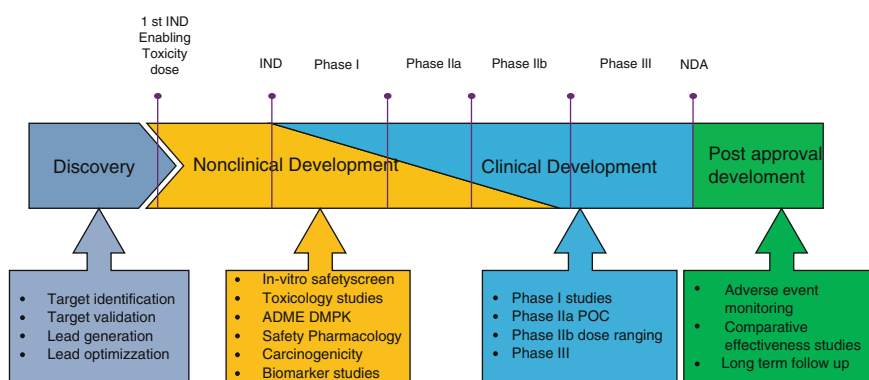 1 st IND
Enabling
Toxicity
dose
IND
Phase I
Phase IIa
Phase IIb
Phase III
NDA
Discovery
Nonclinical Development
Clinical Development
Post approval
develoment
• Target identification
• Target validation
• Lead generation
• Lead optimizzation
• In-vitro safetyscreen
• Toxicology studies
• ADME DMPK
• Safety Pharmacology
• Carcinogenicity
• Biomarker studies
• Phase I studies
• Phase IIa POC
• Phase IIb dose ranging
• Phase III
• Adverse event
monitoring
• Comparative
effectiveness studies
• Long term follow up